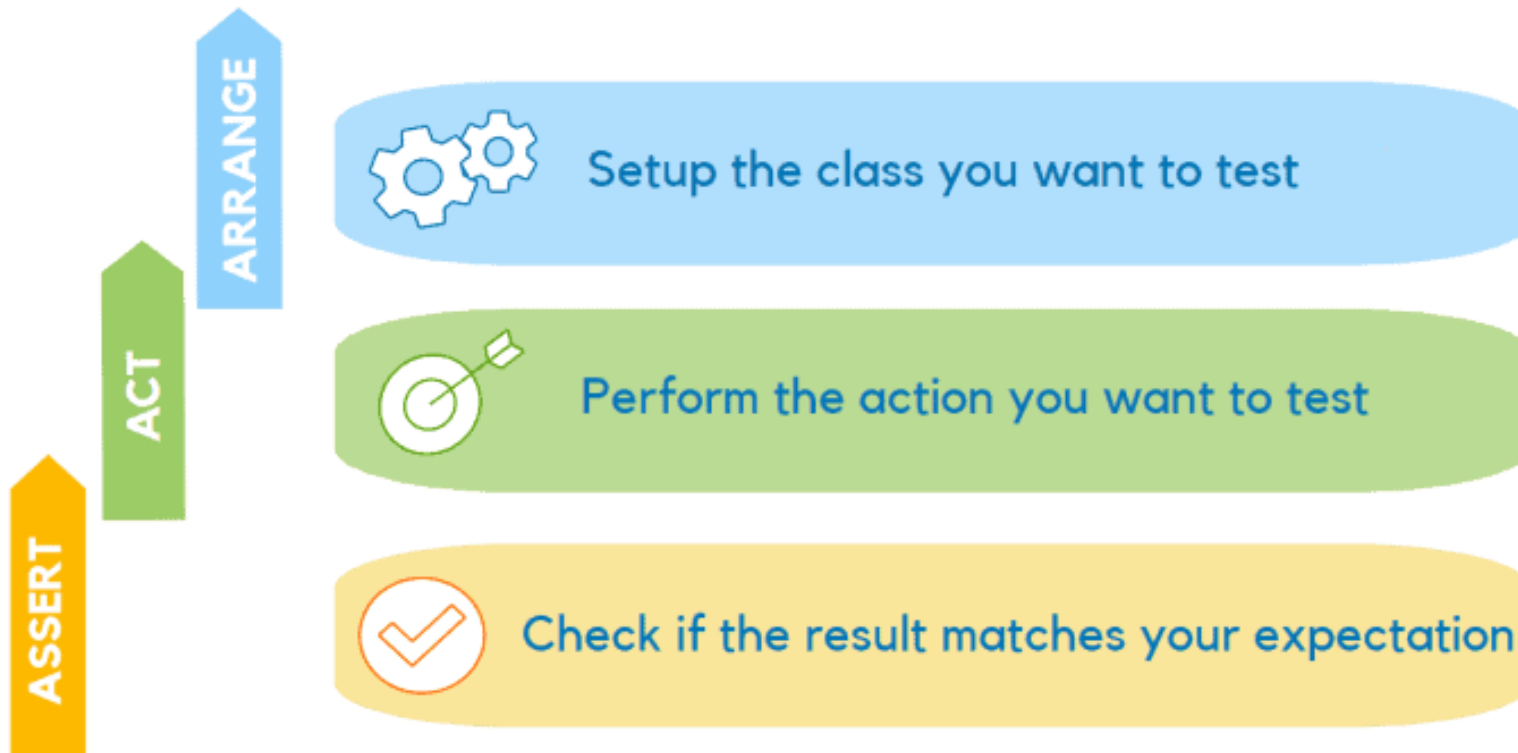 ARRANGE
Setup the class you want to test
ACT
Perform the action you want to test
ASSERT
Check if the result matches your expectation